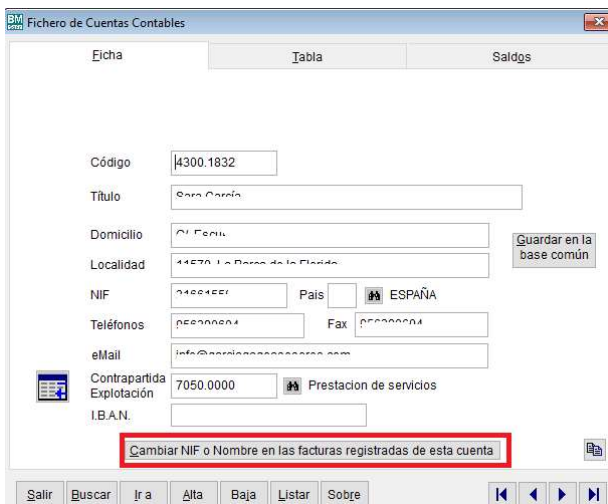 BM
Fichero de Cuentas Contables
Ficha Tabla Saldos
Código 4300.1832
Título Sara García
Domicilio
Guardar en la base común
Localidad
NIF Pais ESPAÑA
Teléfonos Fax
eMail
Contrapartida Explotación 7050.0000 Prestacion de servicios
I.B.A.N.
Cambiar NIF o Nombre en las facturas registradas de esta cuenta
Salir Buscar Ir a Alta Baja Listar Sobre